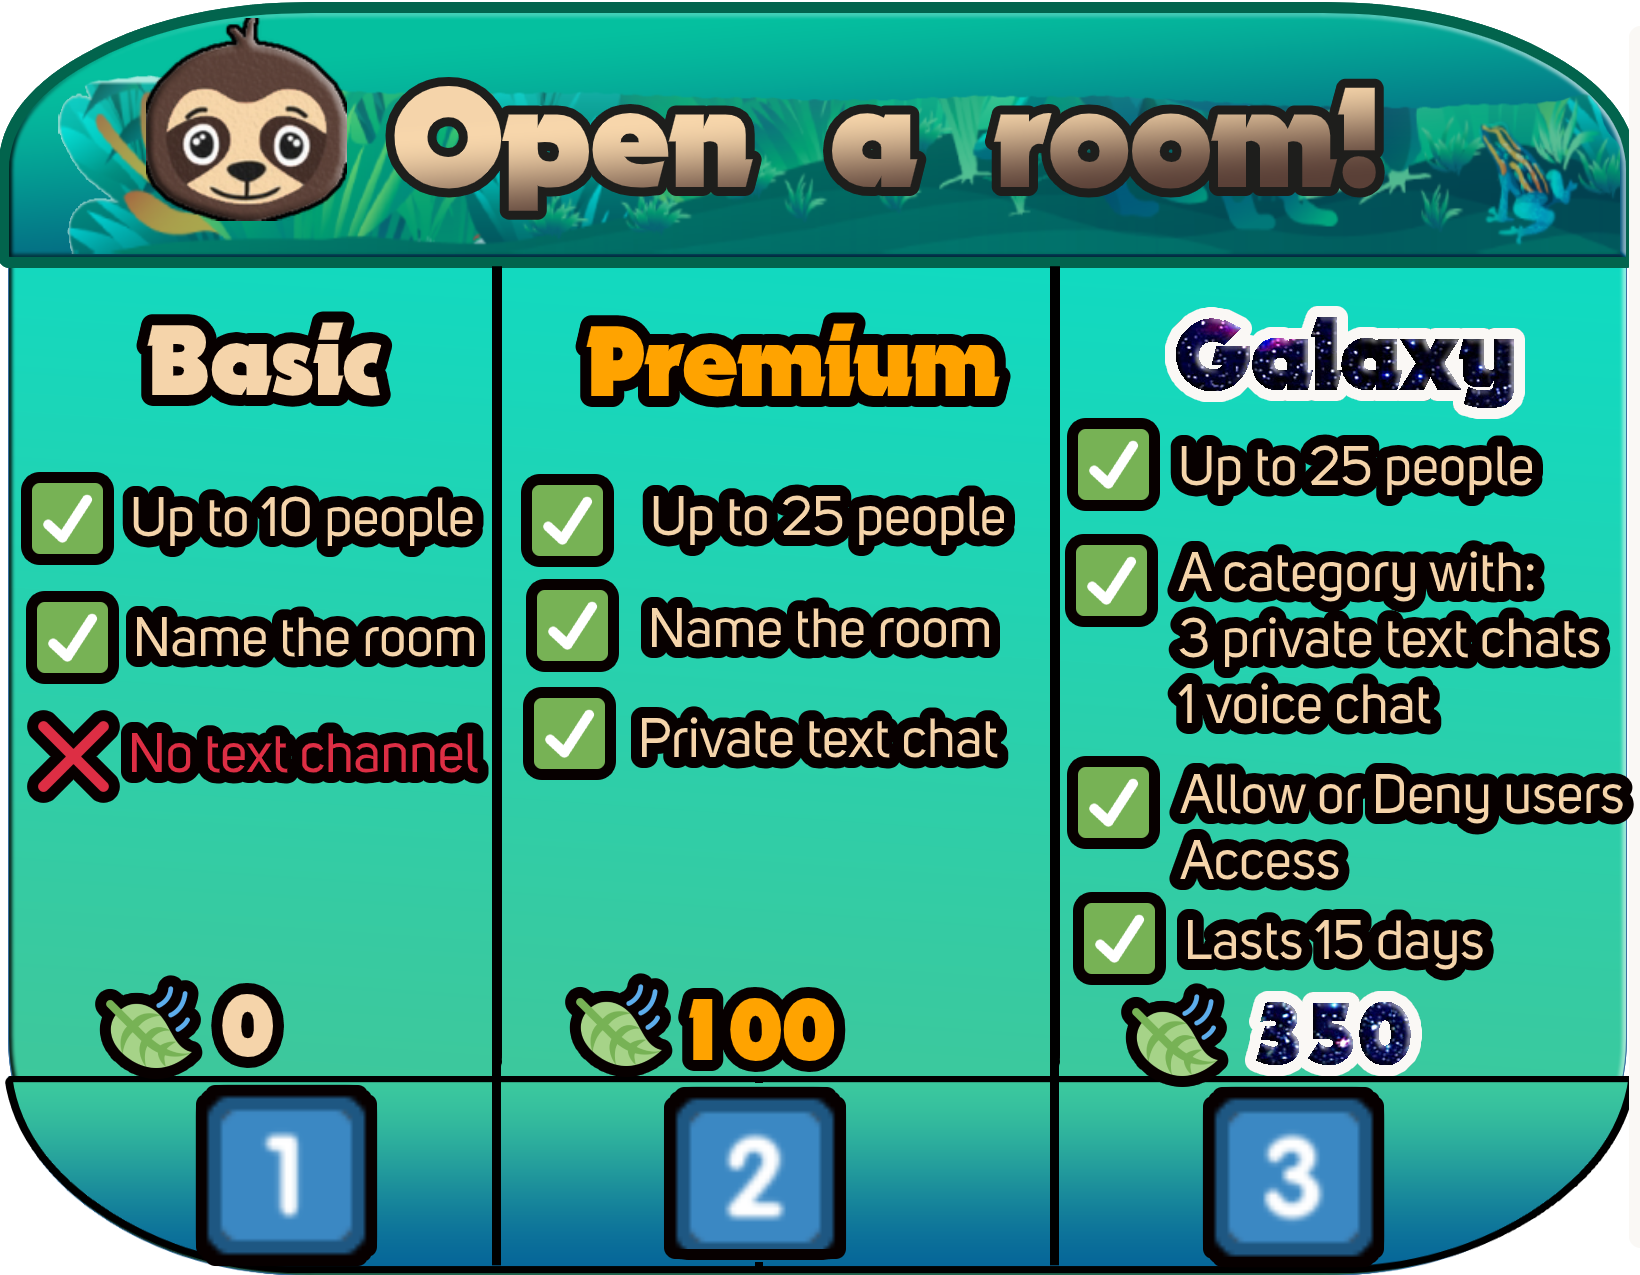 Open a room!
Basic
Up to 10 people
Name the room
No text channel
0
1
Premium
Up to 25 people
Name the room
Private text chat
100
2
Galaxy
Up to 25 people
A category with:
3 private text chats
1 voice chat
Allow or Deny users
Access
Lasts 15 days
350
3